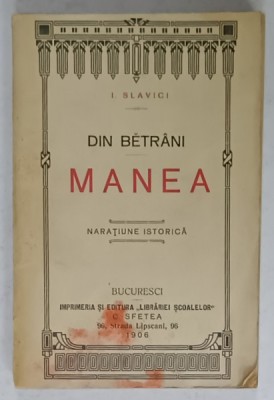 I. SLAVICI
DIN BĔTRÂNI
MANEA
NARAȚIUNE ISTORICĂ
BUCURESCI
IMPRIMERIA ȘI EDITURA „LIBRĂRIEI ȘCOALELOR"
C. SFETEA
96, Strada Lipscani, 96
1906